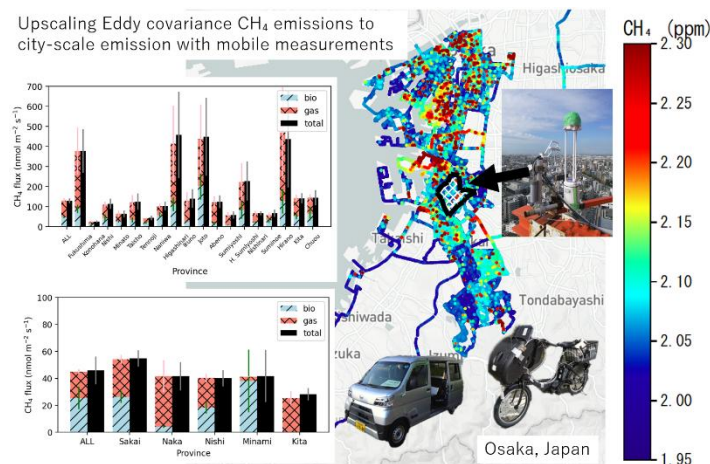 Upscaling Eddy covariance CH₄ emissions to
city-scale emission with mobile measurements
CH₄ (ppm)
2.30
2.25
2.20
2.15
2.10
2.05
2.00
1.95
Higashiosaka
Tondabayashi
Osaka, Japan
CH₄ flux (nmol m⁻² s⁻¹)
700
600
500
400
300
200
100
0
bio
gas
total
ALL
Fukushima
Konohana
Nishi
Minato
Taisho
Tennoji
Naniwa
Higashinari
Ikuno
Joto
Abeno
Sumiyoshi
H. Sumiyoshi
Nishinari
Suminoe
Hirano
Kita
Chuou
Province
CH₄ flux (nmol m⁻² s⁻¹)
100
80
60
40
20
0
bio
gas
total
ALL
Sakai
Naka
Nishi
Minami
Kita
Province